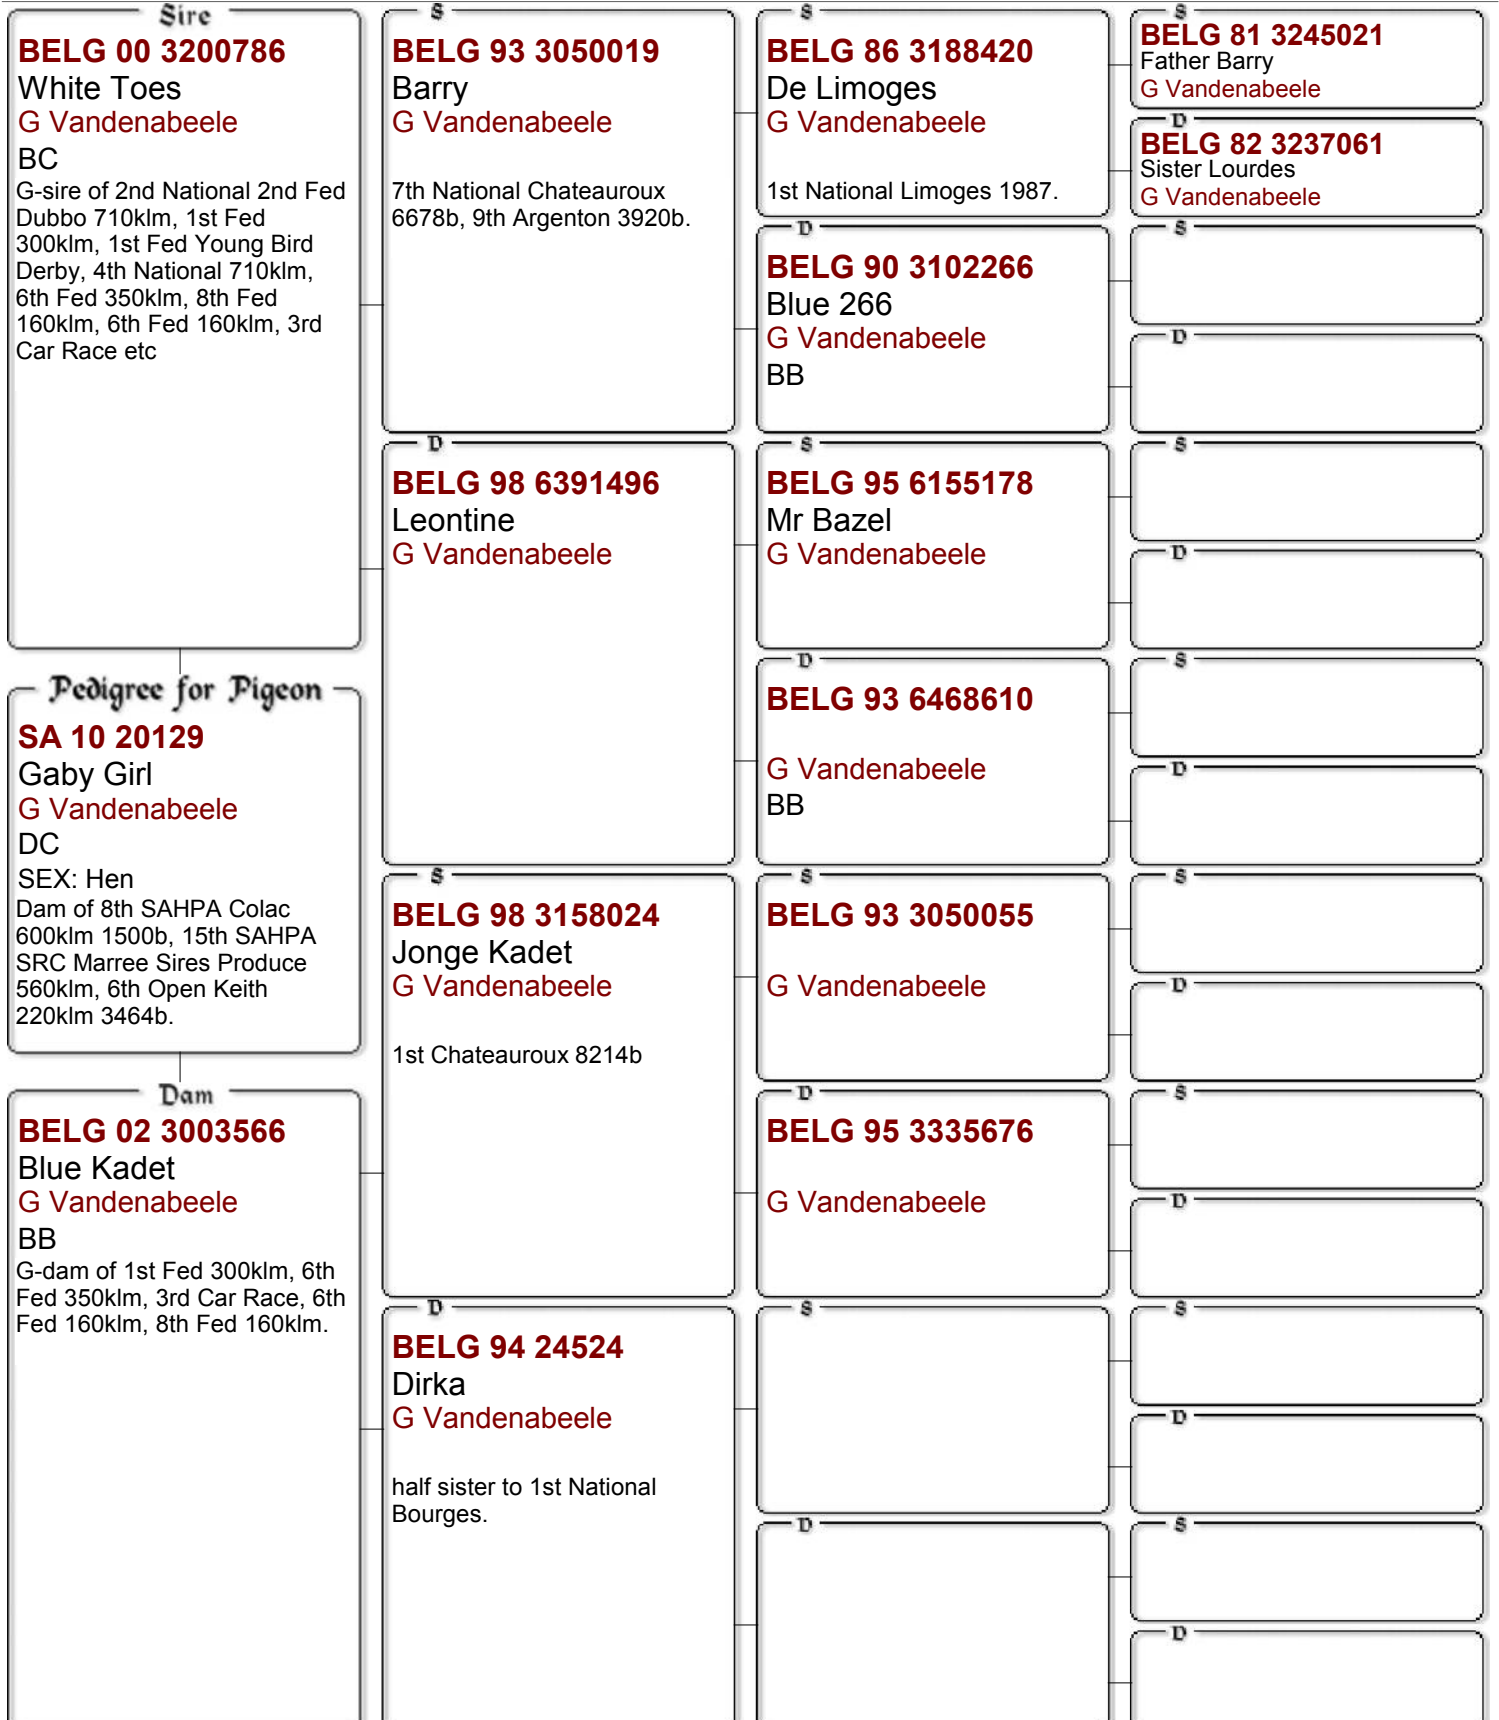 Sire
BELG 00 3200786
White Toes
G Vandenabeele
BC
G-sire of 2nd National 2nd Fed
Dubbo 710klm, 1st Fed
300klm, 1st Fed Young Bird
Derby, 4th National 710klm,
6th Fed 350klm, 8th Fed
160klm, 6th Fed 160klm, 3rd
Car Race etc
Pedigree for Pigeon
SA 10 20129
Gaby Girl
G Vandenabeele
DC
SEX: Hen
Dam of 8th SAHPA Colac
600klm 1500b, 15th SAHPA
SRC Marree Sires Produce
560klm, 6th Open Keith
220klm 3464b.
Dam
BELG 02 3003566
Blue Kadet
G Vandenabeele
BB
G-dam of 1st Fed 300klm, 6th
Fed 350klm, 3rd Car Race, 6th
Fed 160klm, 8th Fed 160klm.
S
BELG 93 3050019
Barry
G Vandenabeele
7th National Chateauroux
6678b, 9th Argenton 3920b.
D
BELG 98 6391496
Leontine
G Vandenabeele
S
BELG 98 3158024
Jonge Kadet
G Vandenabeele
1st Chateauroux 8214b
D
BELG 94 24524
Dirka
G Vandenabeele
half sister to 1st National
Bourges.
S
BELG 86 3188420
De Limoges
G Vandenabeele
1st National Limoges 1987.
D
BELG 90 3102266
Blue 266
G Vandenabeele
BB
S
BELG 95 6155178
Mr Bazel
G Vandenabeele
D
BELG 93 6468610
G Vandenabeele
BB
S
BELG 93 3050055
G Vandenabeele
D
BELG 95 3335676
G Vandenabeele
S
D
S
BELG 81 3245021
Father Barry
G Vandenabeele
D
BELG 82 3237061
Sister Lourdes
G Vandenabeele
S
D
S
D
S
D
S
D
S
D
S
D
S
D